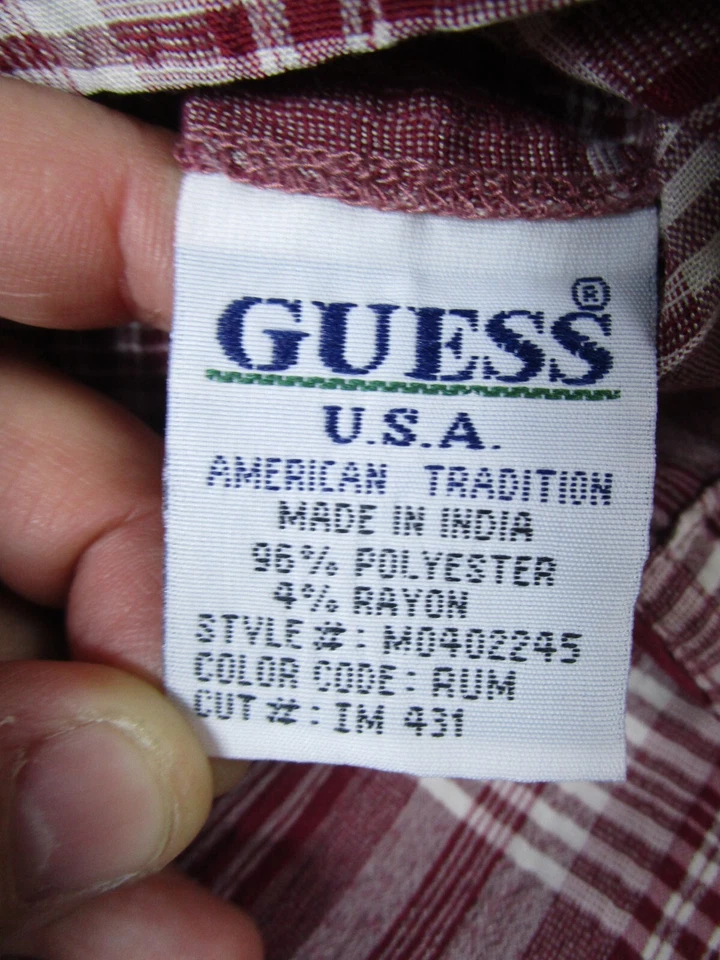 GUESS®
U.S.A.
AMERICAN TRADITION
MADE IN INDIA
96% POLYESTER
4% RAYON
STYLE #: M0402245
COLOR CODE: RUM
CUT #: IM 431